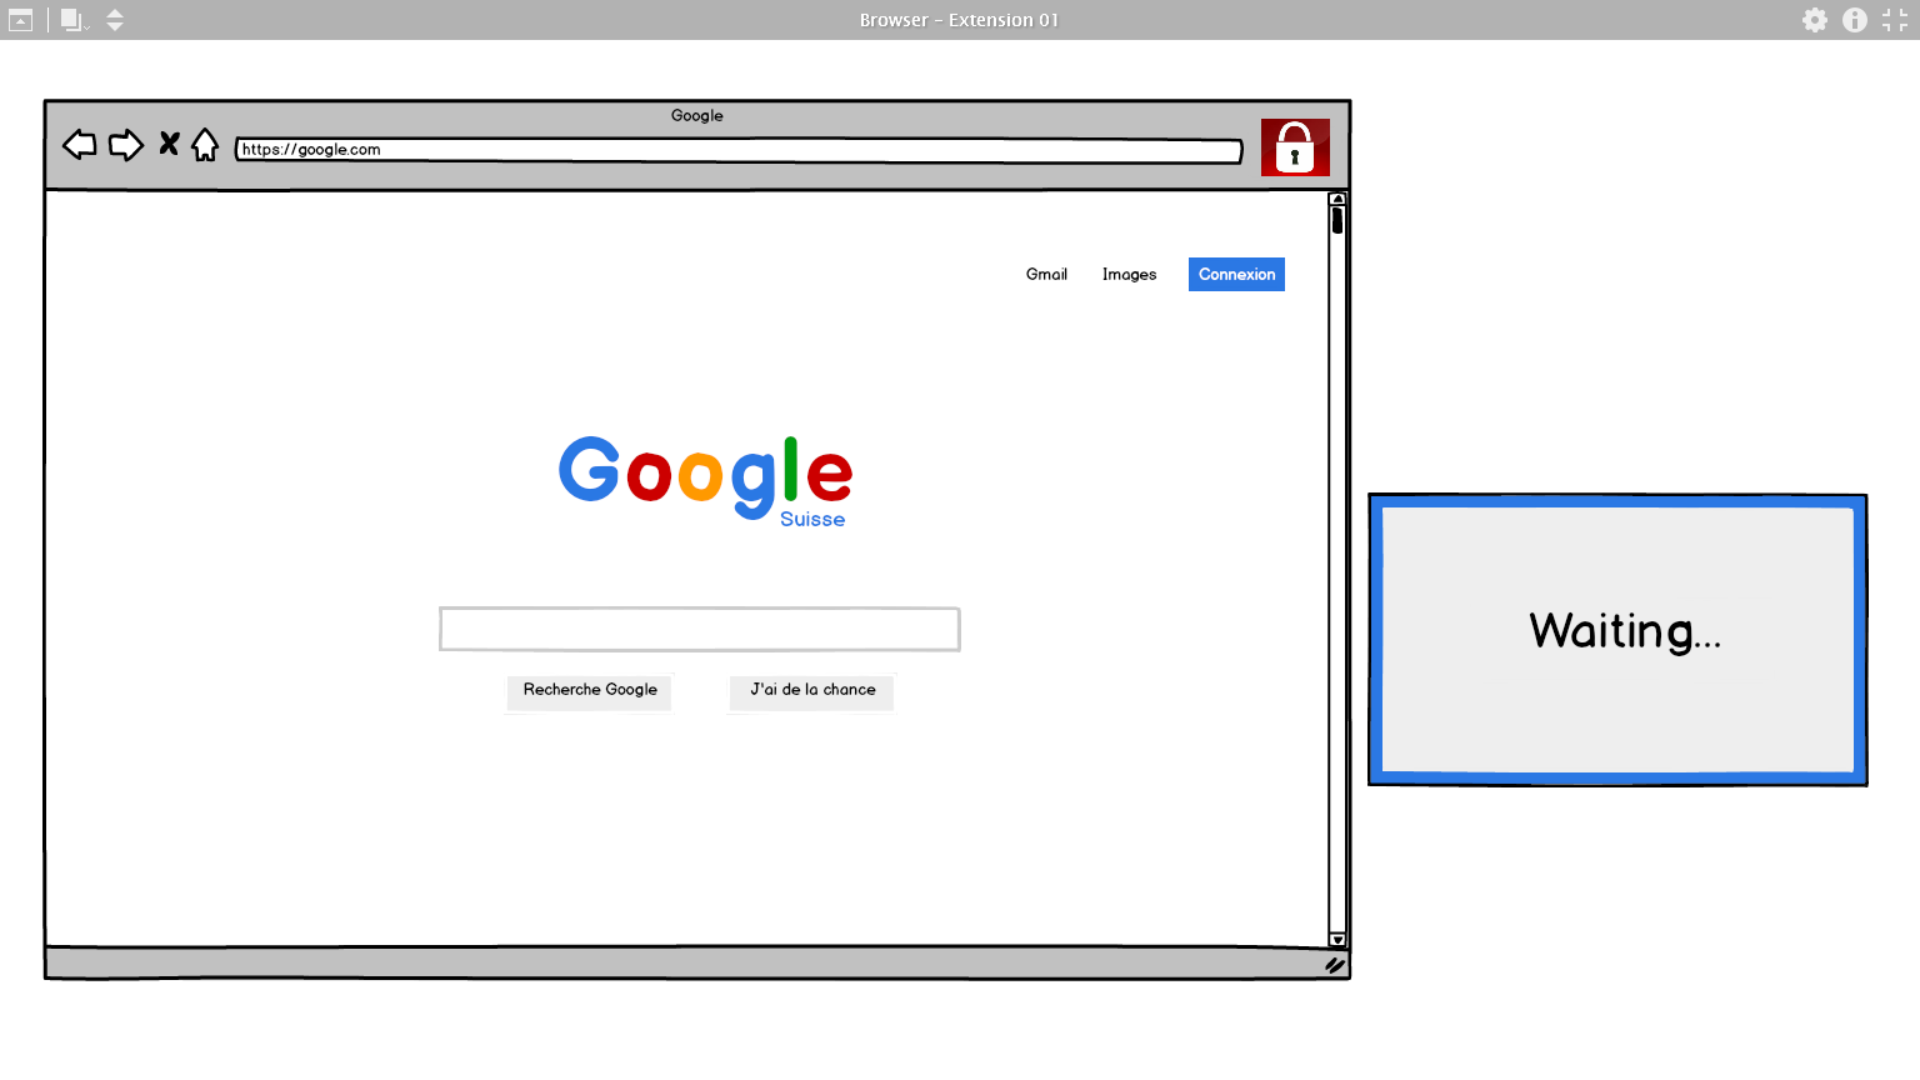 Browser - Extension 01
Google
https://google.com
Gmail Images Connexion
Google
Suisse
Recherche Google J'ai de la chance
Waiting...